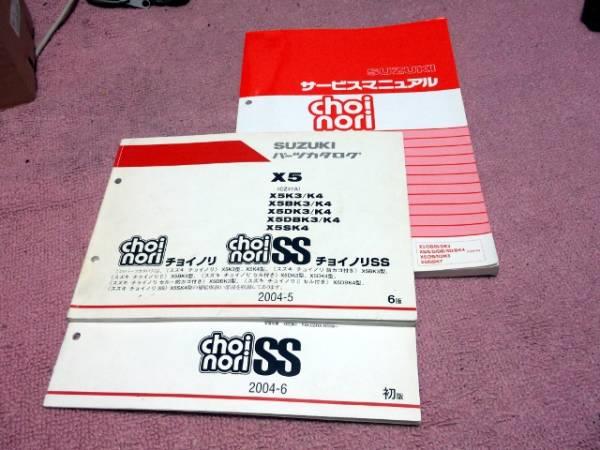 SUZUKI
サービスマニュアル
choi
nori
SUZUKI
パーツカタログ
X5
(CZ41A)
X5K3/K4
X5BK3/K4
X5DK3/K4
X5DBK3/K4
X5SK4
choi
nori チョイノリ
choi
nori SS チョイノリSS
2004-5
6版
choi
nori SS
2004-6
初版